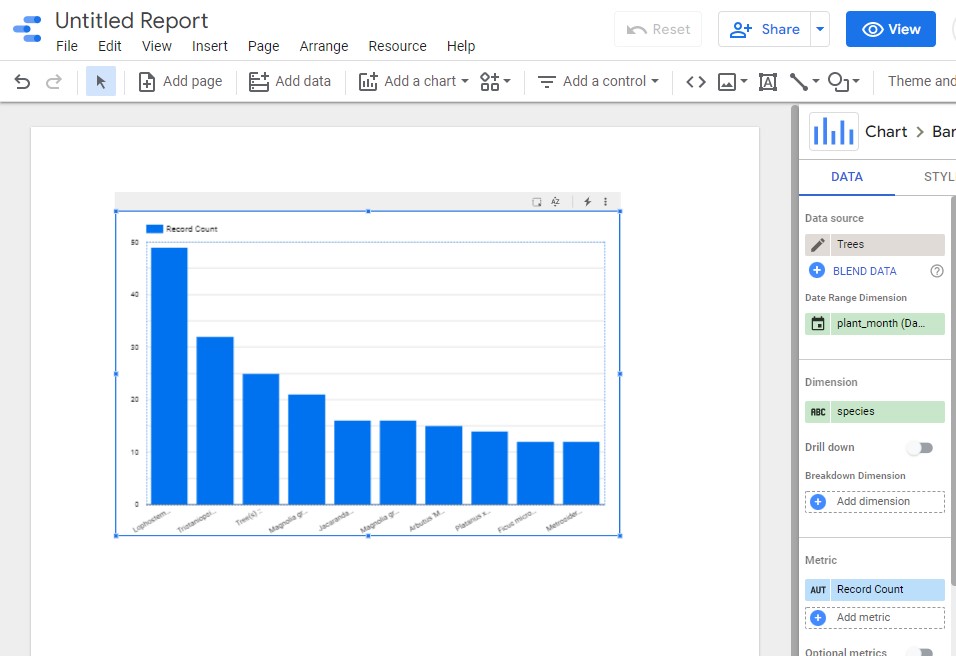 Untitled Report
File Edit View Insert Page Arrange Resource Help
Reset Share View
Add page Add data Add a chart Add a control Theme and
Chart > Bar
DATA STYL
Data source
Trees
BLEND DATA
Date Range Dimension
plant_month (Da...
Dimension
ABC species
Drill down
Breakdown Dimension
Add dimension
Metric
AUT Record Count
Add metric
Optional metrics
Record Count
50
40
30
20
10
0
Lophostem... Tristaniopsi... Tree(s) :: Magnolia gr... Jacaranda... Magnolia gr... Arbutus 'M... Platanus x... Ficus micro... Metrosider...